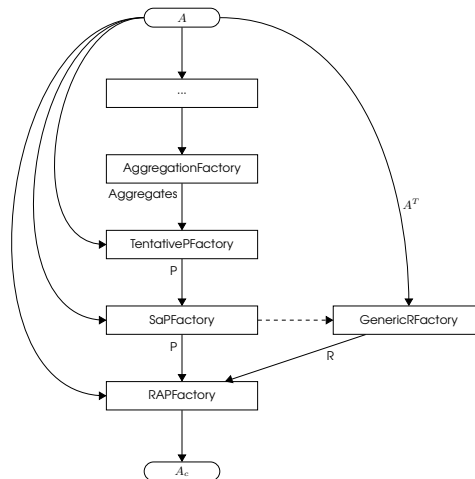 A
...
AggregationFactory
Aggregates
TentativePFactory
A^T
P
SaPFactory
GenericRFactory
P
R
RAPFactory
A_c